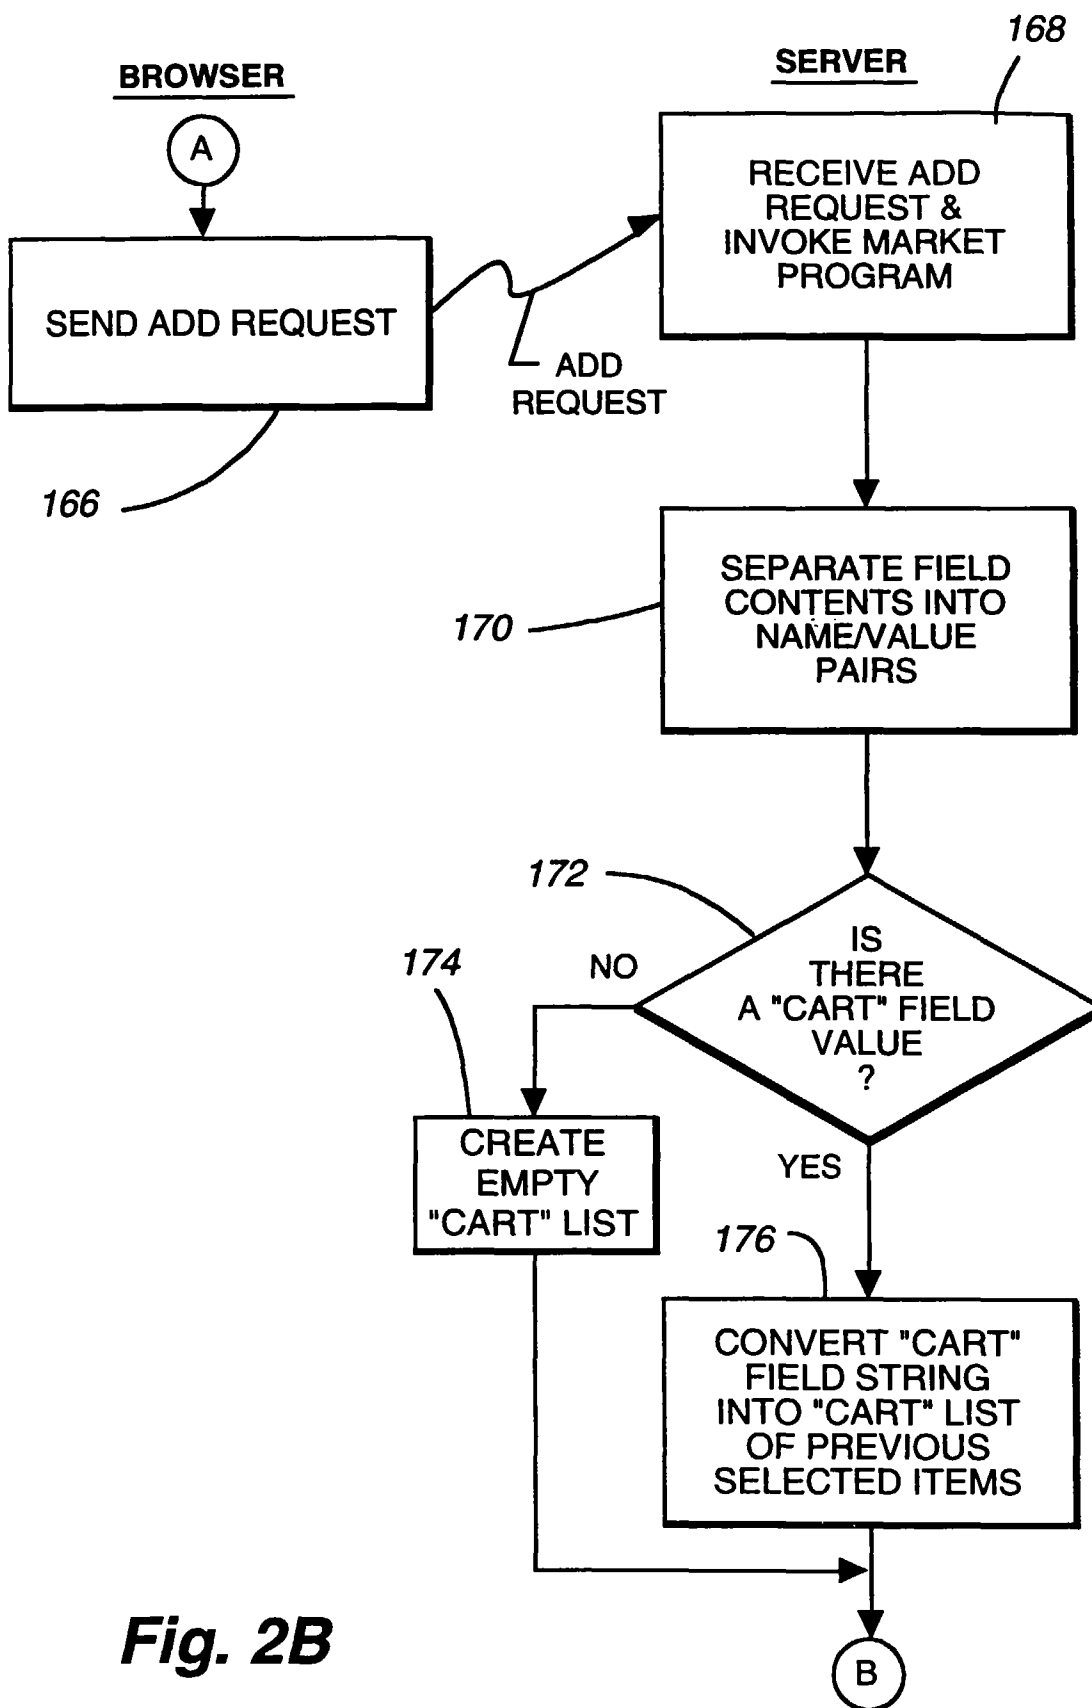 BROWSER
A
SEND ADD REQUEST
166
ADD
REQUEST
SERVER
168
RECEIVE ADD
REQUEST &
INVOKE MARKET
PROGRAM
170
SEPARATE FIELD
CONTENTS INTO
NAME/VALUE
PAIRS
172
IS
THERE
A "CART" FIELD
VALUE
?
NO
174
CREATE
EMPTY
"CART" LIST
YES
176
CONVERT "CART"
FIELD STRING
INTO "CART" LIST
OF PREVIOUS
SELECTED ITEMS
B
Fig. 2B